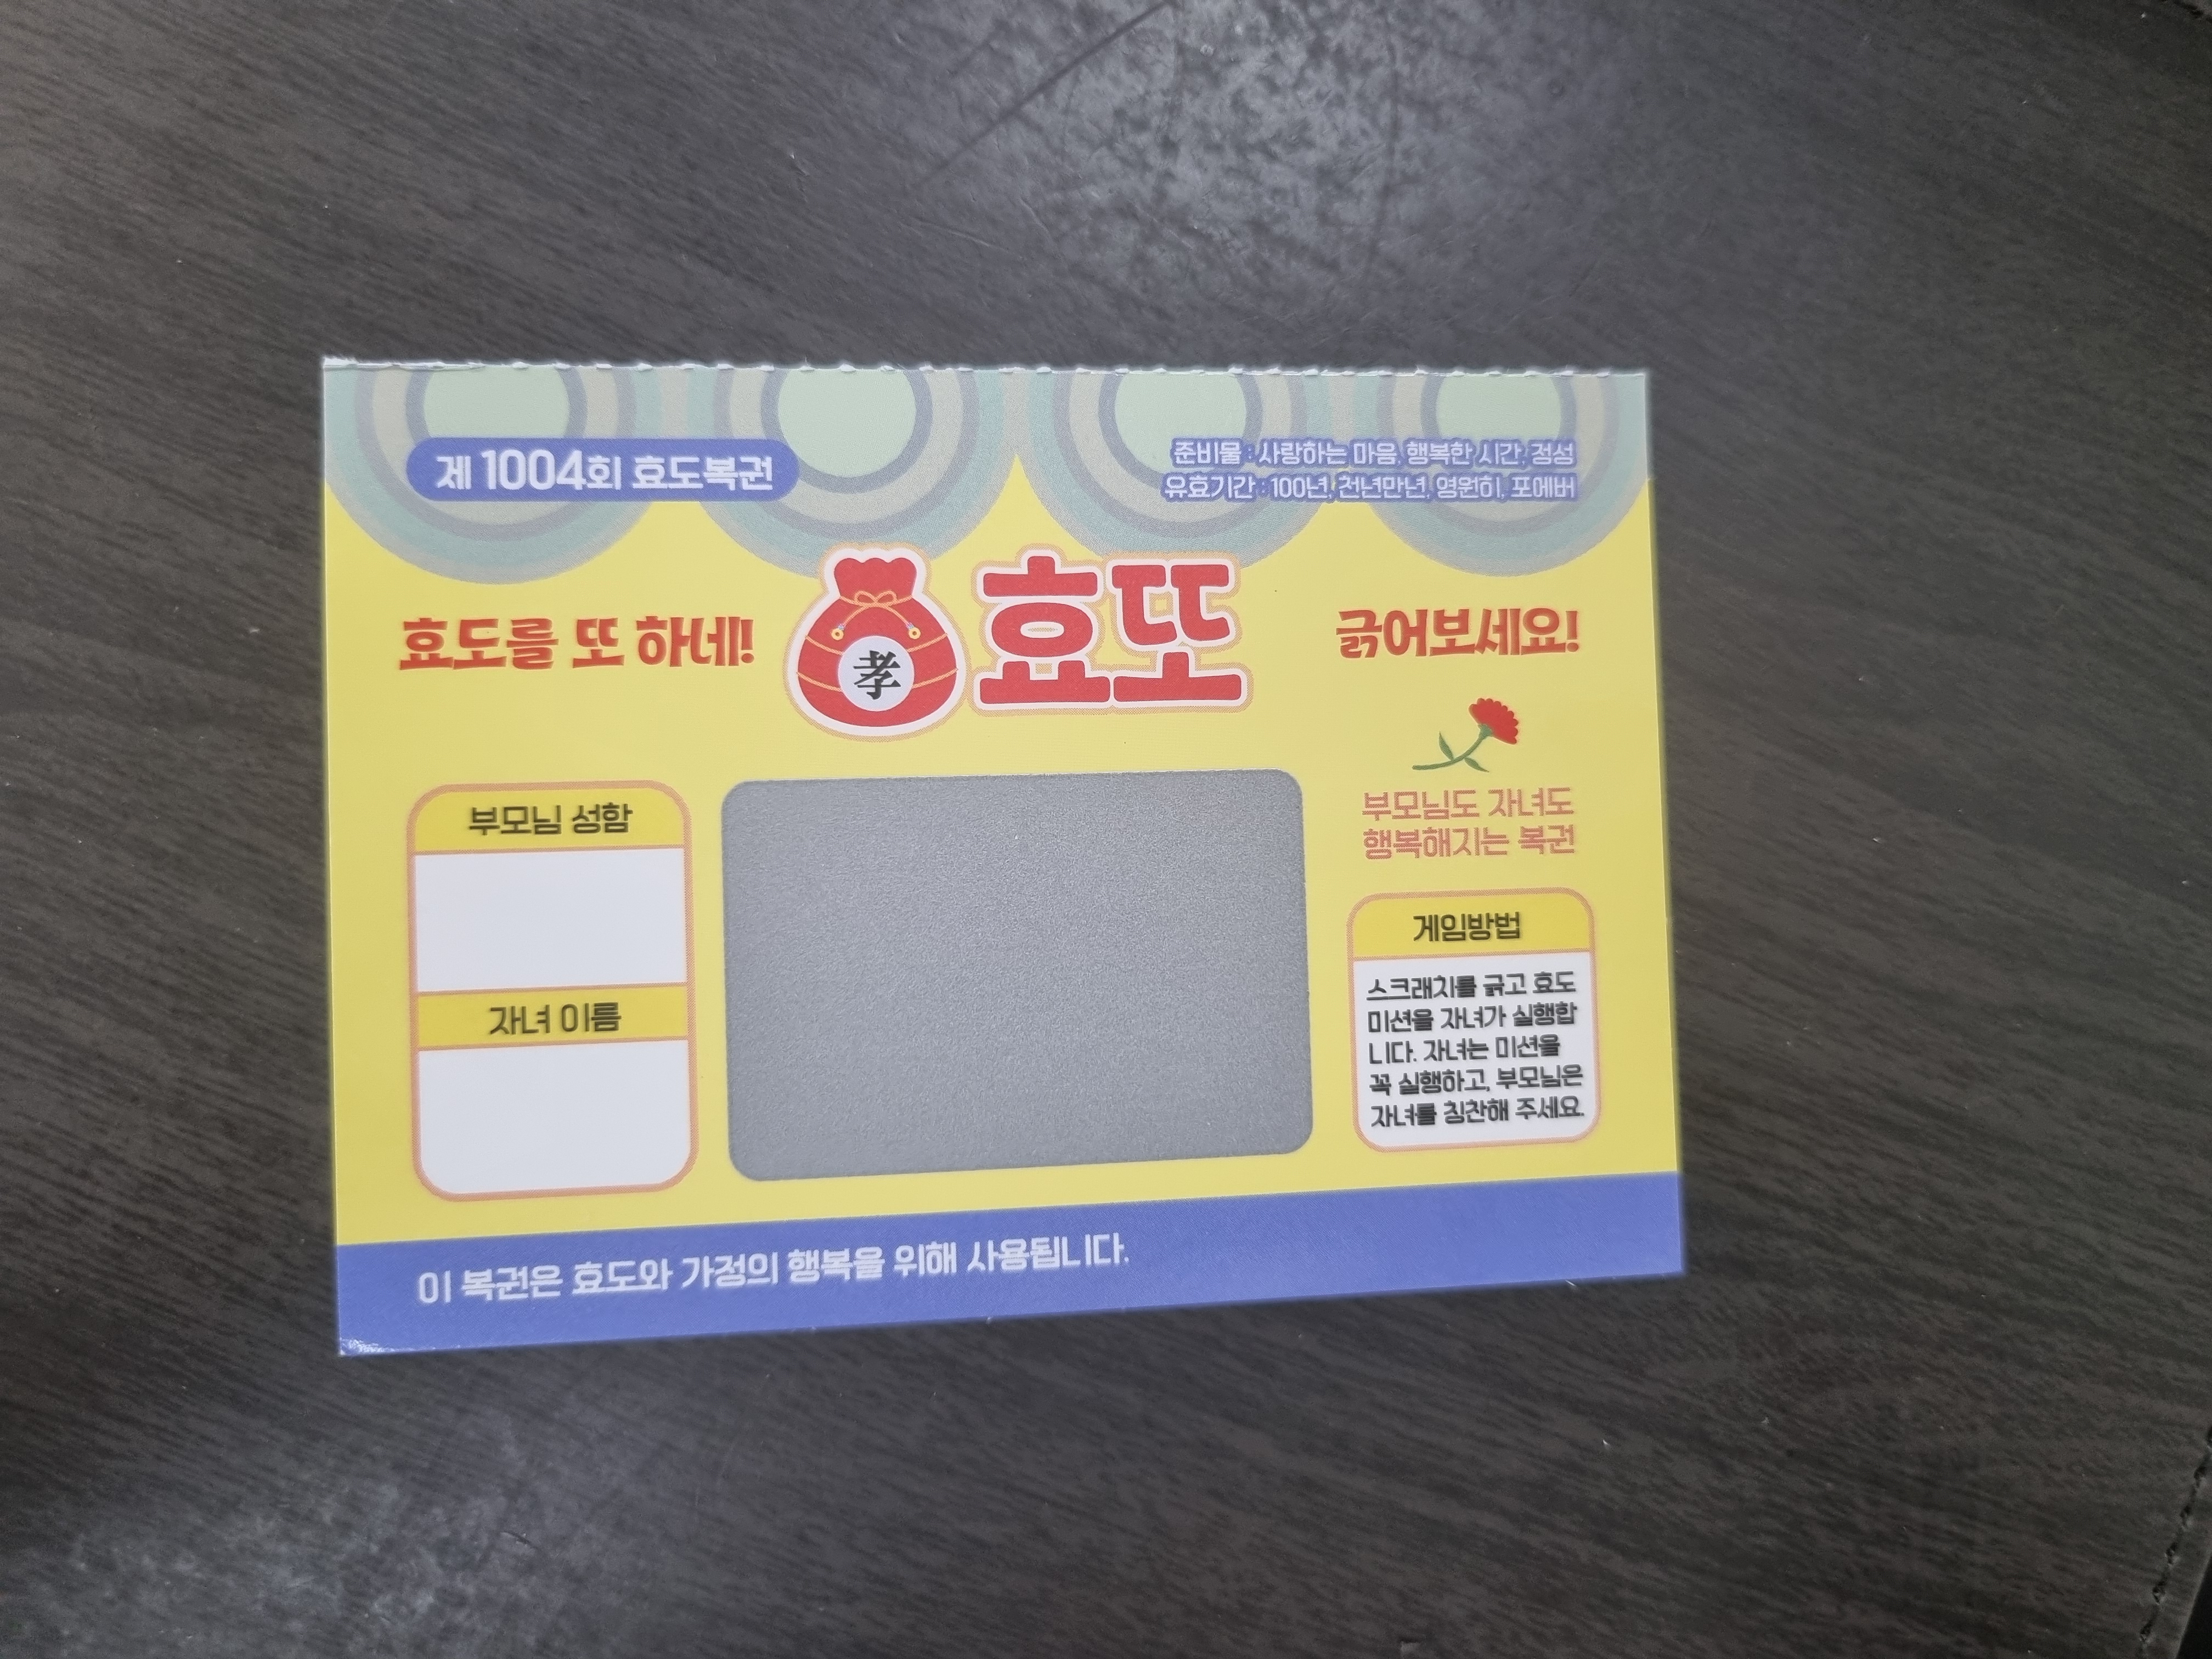 제 1004회 효도복권
준비물 : 사랑하는 마음, 행복한 시간, 정성
유효기간 : 100년, 천년만년, 영원히, 포에버
효도를 또 하네!
孝
효또
긁어보세요!
부모님 성함
자녀 이름
부모님도 자녀도
행복해지는 복권
게임방법
스크래치를 긁고 효도
미션을 자녀가 실행합
니다. 자녀는 미션을
꼭 실행하고, 부모님은
자녀를 칭찬해 주세요.
이 복권은 효도와 가정의 행복을 위해 사용됩니다.